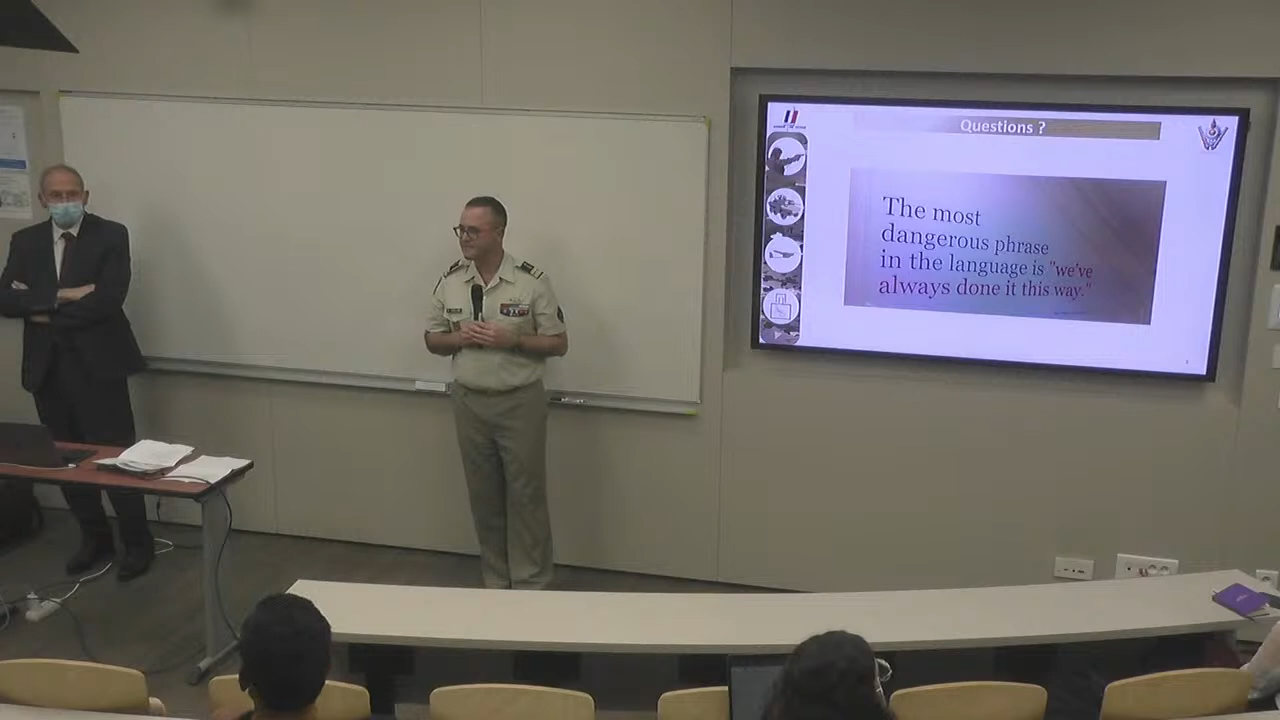 Questions ?
The most
dangerous phrase
in the language is "we've
always done it this way."